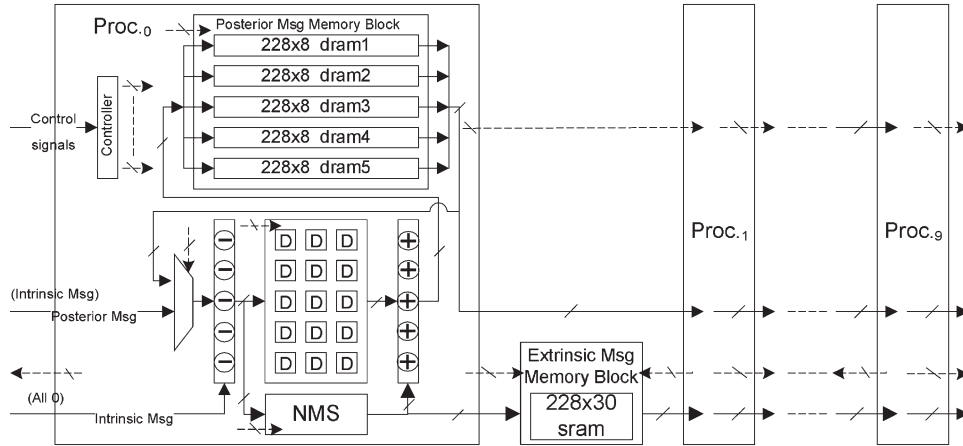 Proc.0
Posterior Msg Memory Block
228x8 dram1
228x8 dram2
228x8 dram3
228x8 dram4
228x8 dram5
Control
signals
Controller
Proc.1
Proc.9
− + D D D
− + D D D
− + D D D
− + D D D
− + D D D
(Intrinsic Msg)
Posterior Msg
(All 0)
Intrinsic Msg
NMS
Extrinsic Msg
Memory Block
228x30
sram